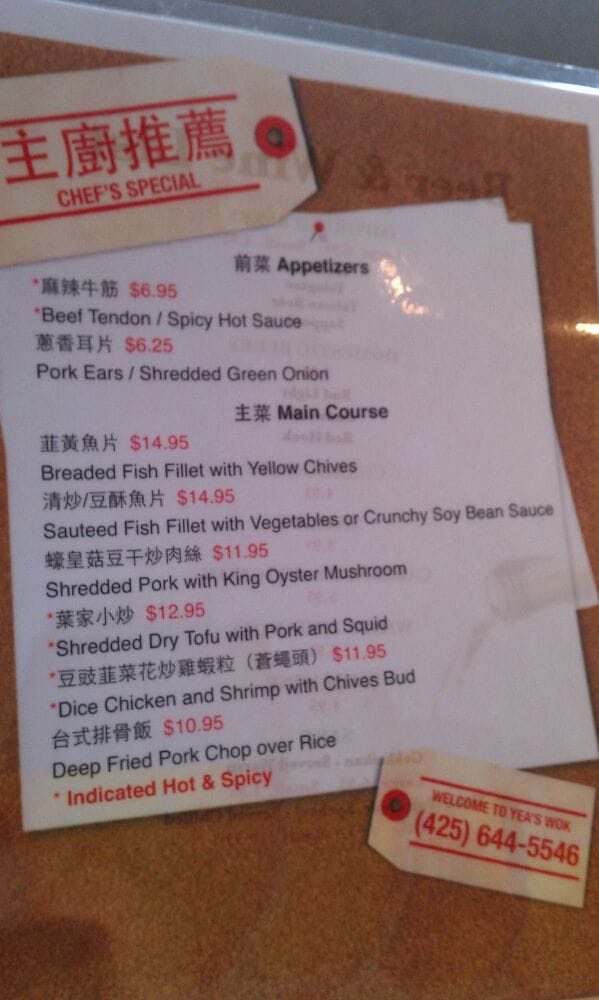 主廚推薦
CHEF'S SPECIAL
前菜 Appetizers
*麻辣牛筋 $6.95
*Beef Tendon / Spicy Hot Sauce
蔥香耳片 $6.25
Pork Ears / Shredded Green Onion
主菜 Main Course
韮黃魚片 $14.95
Breaded Fish Fillet with Yellow Chives
清炒/豆酥魚片 $14.95
Sauteed Fish Fillet with Vegetables or Crunchy Soy Bean Sauce
蠔皇菇豆干炒肉絲 $11.95
Shredded Pork with King Oyster Mushroom
*葉家小炒 $12.95
*Shredded Dry Tofu with Pork and Squid
*豆豉韮菜花炒雞蝦粒（蒼蠅頭） $11.95
*Dice Chicken and Shrimp with Chives Bud
台式排骨飯 $10.95
Deep Fried Pork Chop over Rice
* Indicated Hot & Spicy
WELCOME TO YEA'S WOK
(425) 644-5546